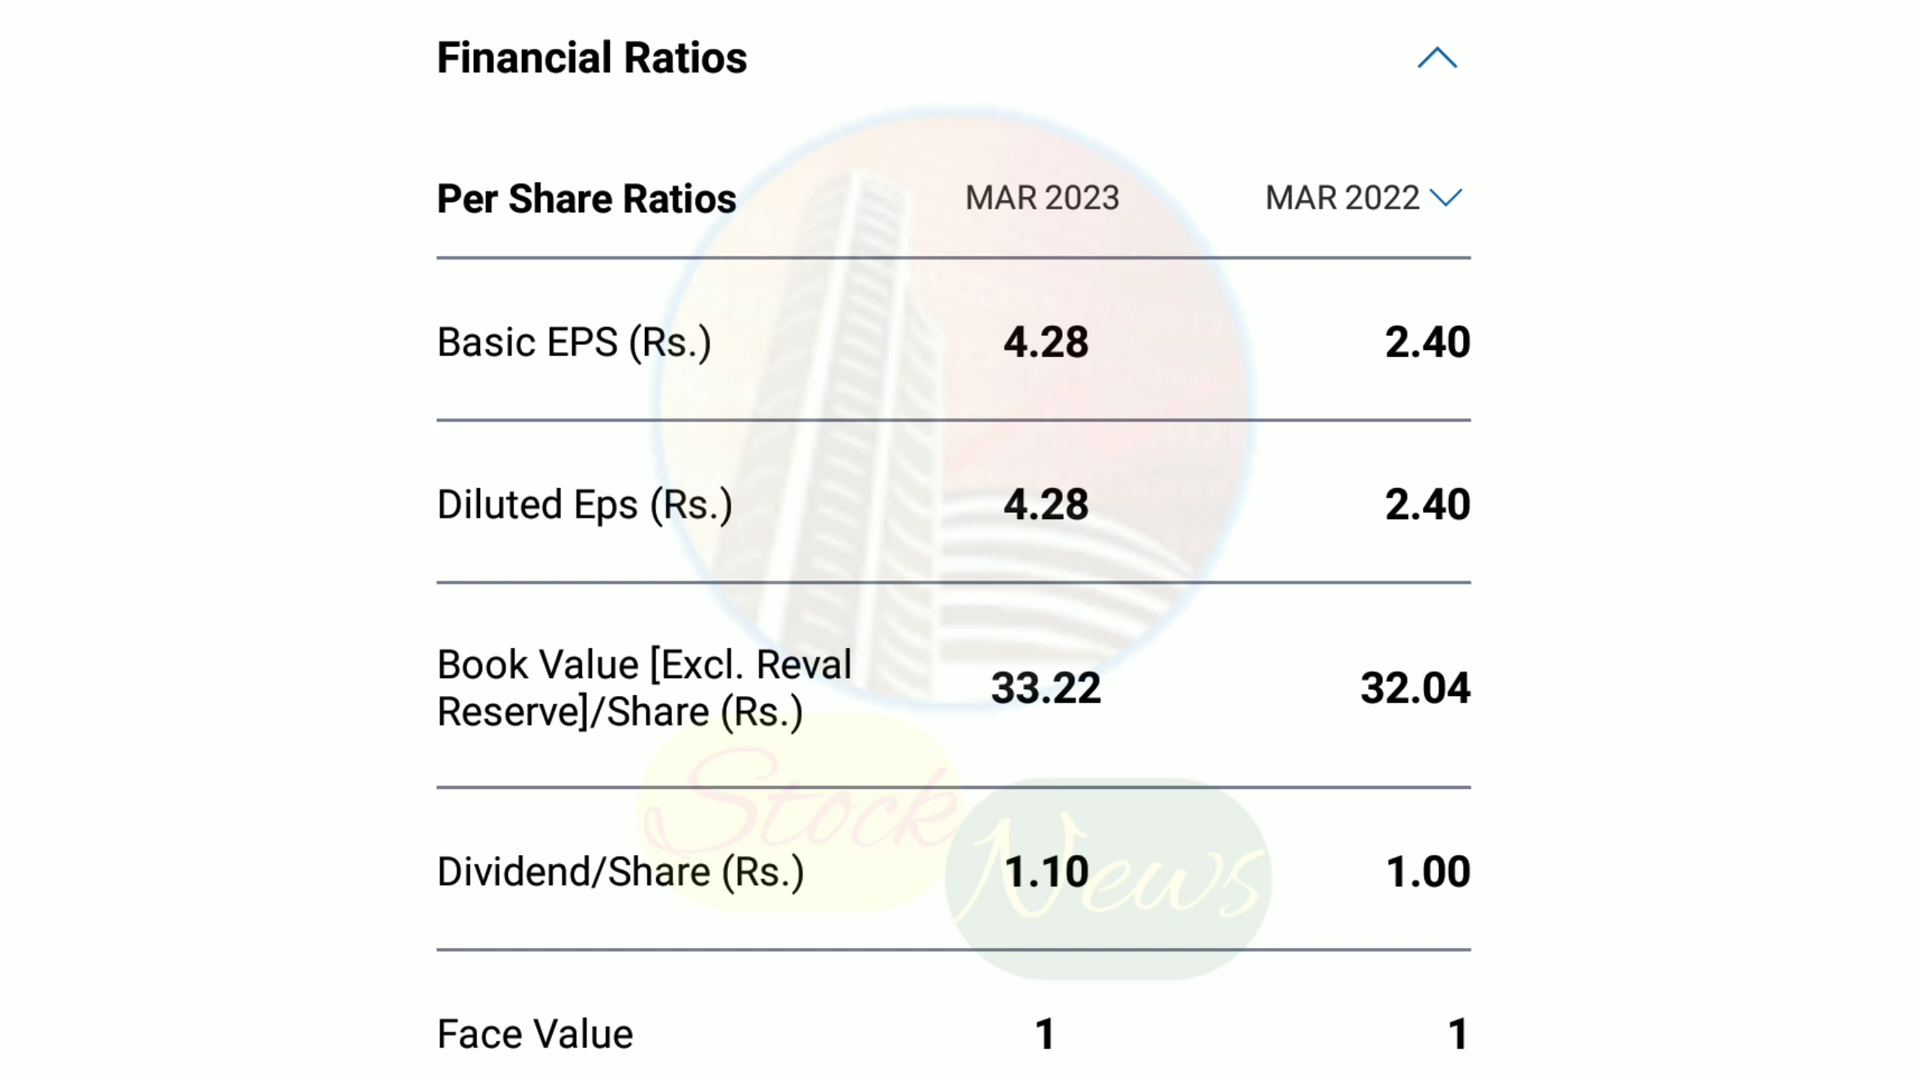 Financial Ratios
Per Share Ratios MAR 2023 MAR 2022
Basic EPS (Rs.) 4.28 2.40
Diluted Eps (Rs.) 4.28 2.40
Book Value [Excl. Reval
Reserve]/Share (Rs.) 33.22 32.04
Stock
Dividend/Share (Rs.) 1.10 1.00
News
Face Value 1 1